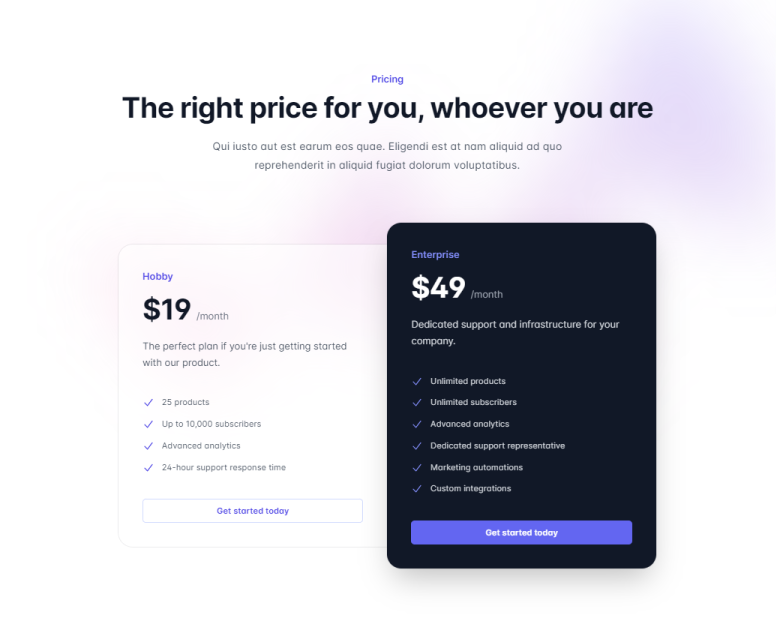 Pricing
The right price for you, whoever you are
Qui iusto aut est earum eos quae. Eligendi est at nam aliquid ad quo
reprehenderit in aliquid fugiat dolorum voluptatibus.
Hobby
$19 /month
The perfect plan if you're just getting started
with our product.
25 products
Up to 10,000 subscribers
Advanced analytics
24-hour support response time
Get started today
Enterprise
$49 /month
Dedicated support and infrastructure for your
company.
Unlimited products
Unlimited subscribers
Advanced analytics
Dedicated support representative
Marketing automations
Custom integrations
Get started today